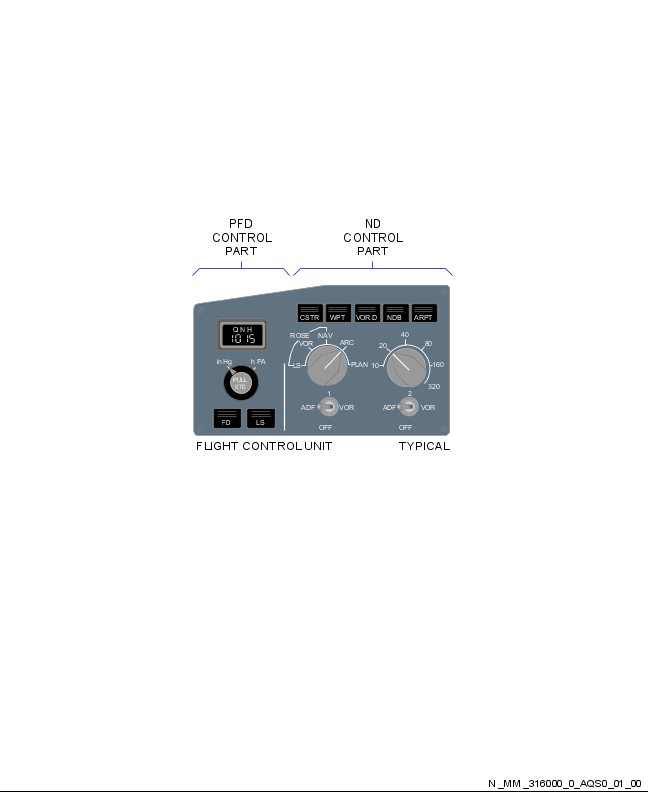 PFD
CONTROL
PART
ND
CONTROL
PART
CSTR WPT VOR.D NDB ARPT
QNH
1015
ROSE NAV
VOR ARC
LS PLAN
40
20 80
10 160
320
in Hg h PA
PULL
STD
1
ADF VOR
OFF
2
ADF VOR
OFF
FD LS
FLIGHT CONTROL UNIT TYPICAL
N_MM_316000_0_AQS0_01_00